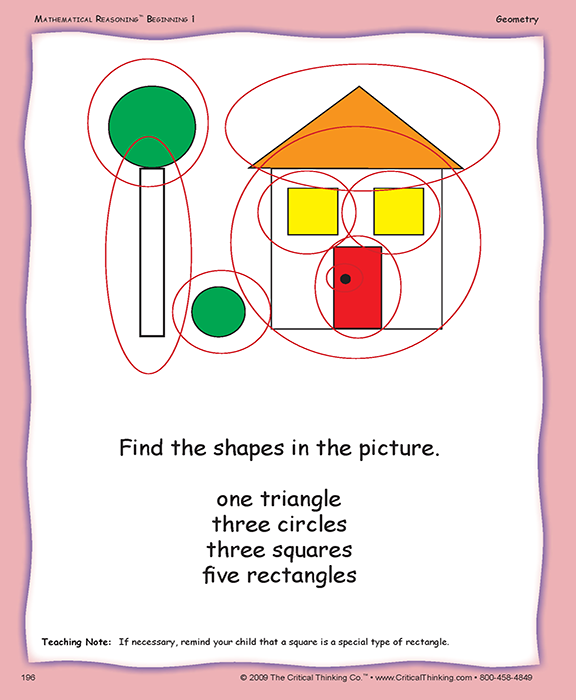 Mathematical Reasoning™ Beginning 1 Geometry
Find the shapes in the picture.
one triangle
three circles
three squares
five rectangles
Teaching Note: If necessary, remind your child that a square is a special type of rectangle.
196 © 2009 The Critical Thinking Co.™ • www.CriticalThinking.com • 800-458-4849